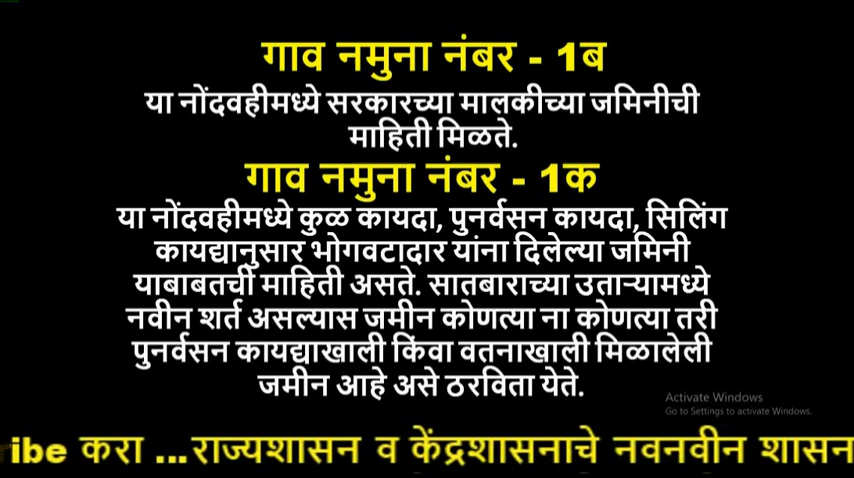 गाव नमुना नंबर - 1ब
या नोंदवहीमध्ये सरकारच्या मालकीच्या जमिनीची
माहिती मिळते.
गाव नमुना नंबर - 1क
या नोंदवहीमध्ये कुळ कायदा, पुनर्वसन कायदा, सिलिंग
कायद्यानुसार भोगवटादार यांना दिलेल्या जमिनी
याबाबतची माहिती असते. सातबाराच्या उताऱ्यामध्ये
नवीन शर्त असल्यास जमीन कोणत्या ना कोणत्या तरी
पुनर्वसन कायद्याखाली किंवा वतनाखाली मिळालेली
जमीन आहे असे ठरविता येते.
Activate Windows
Go to Settings to activate Windows.
ibe करा ...राज्यशासन व केंद्रशासनाचे नवनवीन शासन